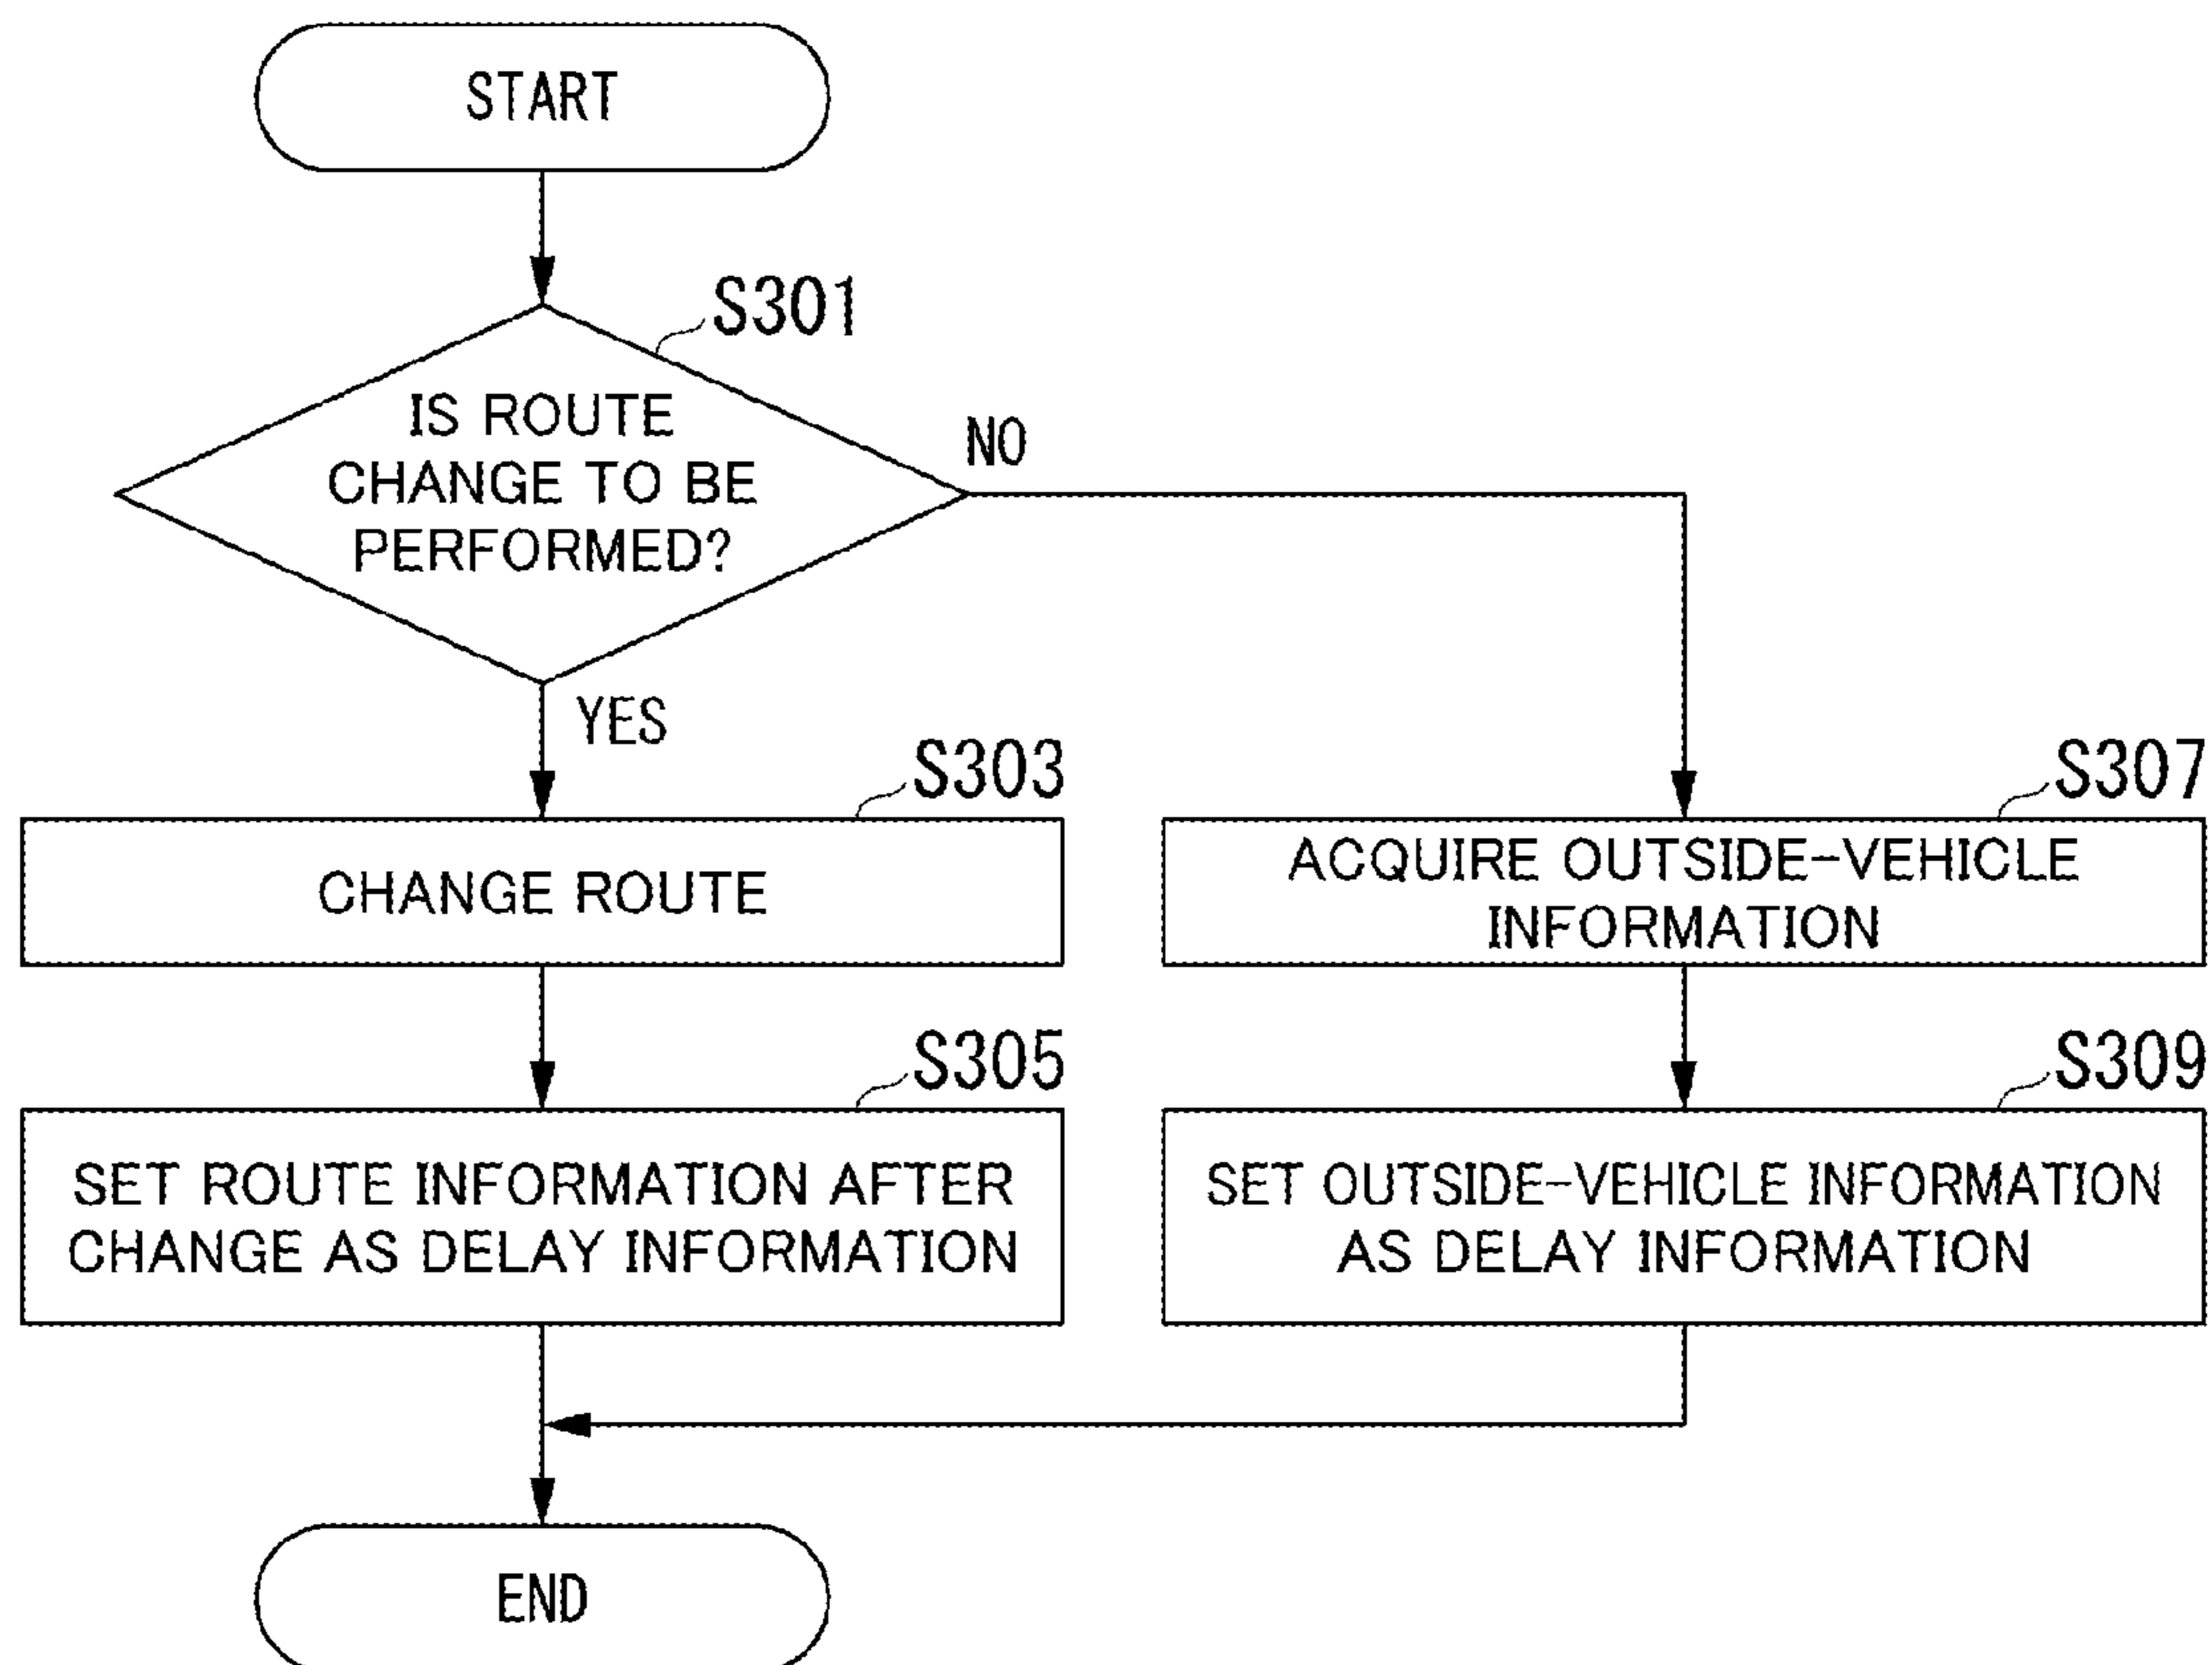 START
S301
IS ROUTE
CHANGE TO BE
PERFORMED?
NO
YES
S303
CHANGE ROUTE
S307
ACQUIRE OUTSIDE-VEHICLE
INFORMATION
S305
SET ROUTE INFORMATION AFTER
CHANGE AS DELAY INFORMATION
S309
SET OUTSIDE-VEHICLE INFORMATION
AS DELAY INFORMATION
END